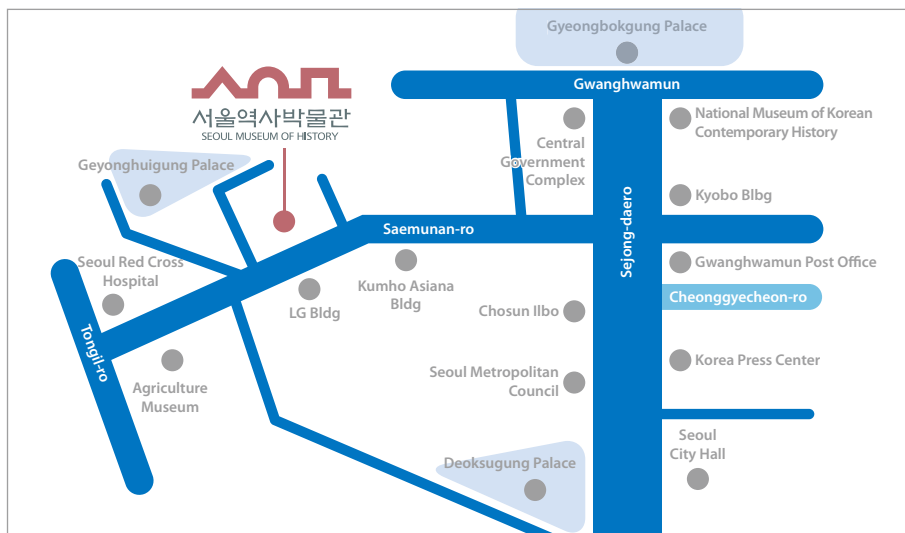 Gyeongbokgung Palace
Gwanghwamun
서울역사박물관
SEOUL MUSEUM OF HISTORY
National Museum of Korean
Contemporary History
Central
Government
Complex
Geyonghuigung Palace
Kyobo Blbg
Saemunan-ro
Sejong-daero
Seoul Red Cross
Hospital
Gwanghwamun Post Office
Kumho Asiana
Bldg
LG Bldg
Cheonggyecheon-ro
Chosun Ilbo
Tongil-ro
Korea Press Center
Seoul Metropolitan
Council
Agriculture
Museum
Seoul
City Hall
Deoksugung Palace